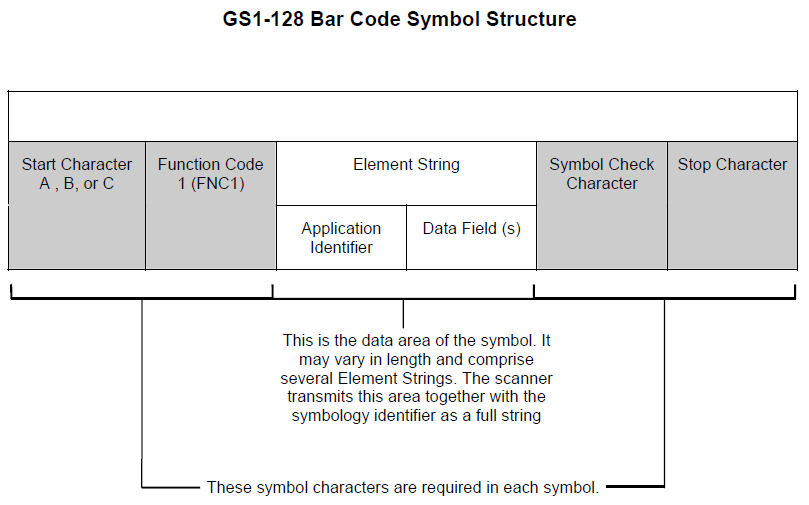 GS1-128 Bar Code Symbol Structure
Start Character
A , B, or C
Function Code
1 (FNC1)
Element String
Symbol Check
Character
Stop Character
Application
Identifier
Data Field (s)
This is the data area of the symbol. It
may vary in length and comprise
several Element Strings. The scanner
transmits this area together with the
symbology identifier as a full string
These symbol characters are required in each symbol.